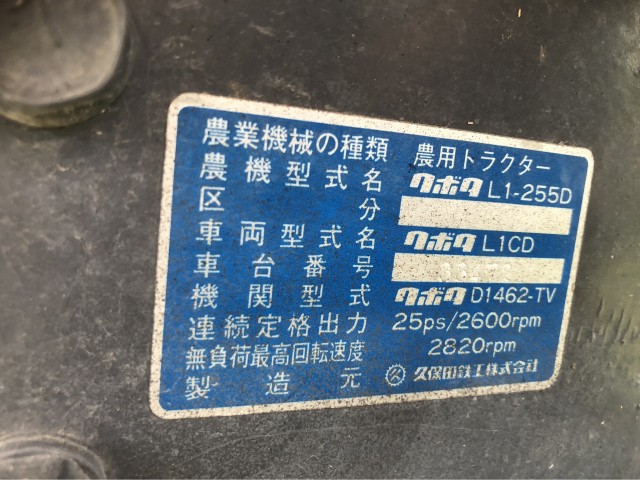 農業機械の種類 農用トラクター
農機型式名 クボタ L1-255D
区分
車両型式名 クボタ L1CD
車台番号
機関型式 クボタ D1462-TV
連続定格出力 25ps/2600rpm
無負荷最高回転速度 2820rpm
製造元 久保田鉄工株式会社